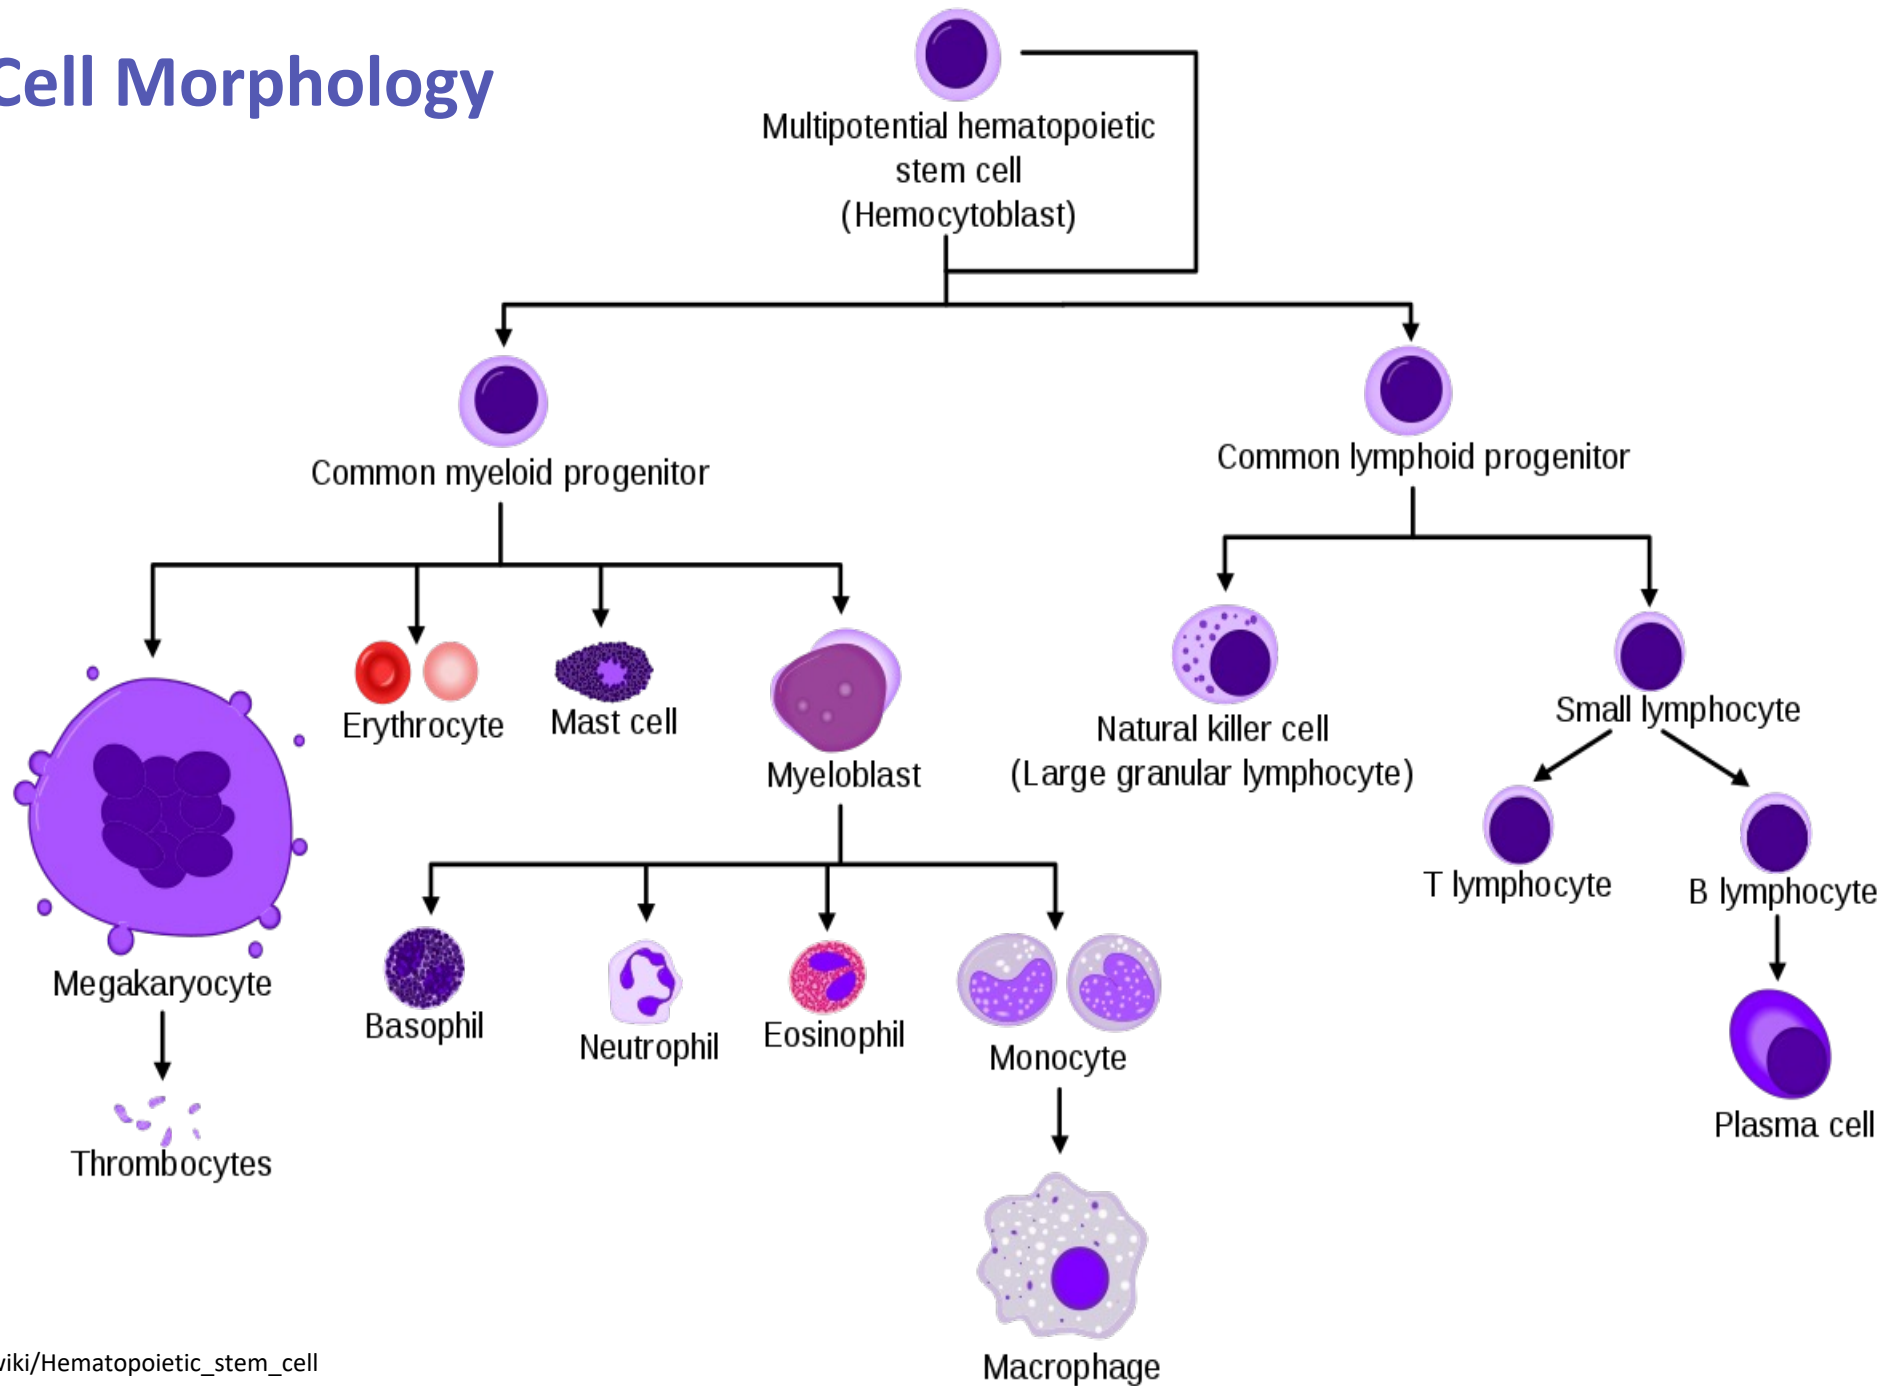 Cell Morphology
Multipotential hematopoietic
stem cell
(Hemocytoblast)
Common myeloid progenitor
Common lymphoid progenitor
Erythrocyte
Mast cell
Myeloblast
Natural killer cell
(Large granular lymphocyte)
Small lymphocyte
T lymphocyte
B lymphocyte
Megakaryocyte
Basophil
Neutrophil
Eosinophil
Monocyte
Plasma cell
Thrombocytes
Macrophage
wiki/Hematopoietic_stem_cell